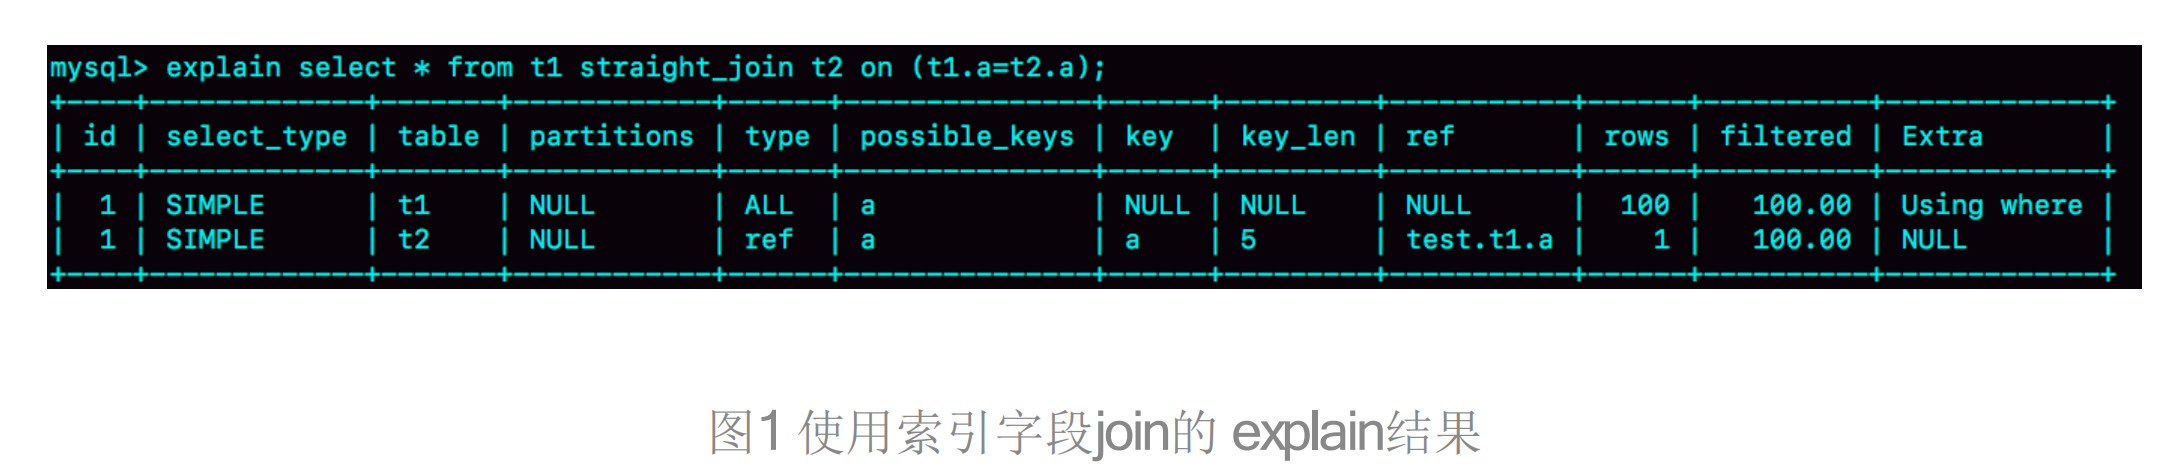 mysql> explain select * from t1 straight_join t2 on (t1.a=t2.a);
+----+-------------+-------+------------+------+---------------+------+---------+-----------+------+----------+-------------+
| id | select_type | table | partitions | type | possible_keys | key  | key_len | ref       | rows | filtered | Extra       |
+----+-------------+-------+------------+------+---------------+------+---------+-----------+------+----------+-------------+
|  1 | SIMPLE      | t1    | NULL       | ALL  | a             | NULL | NULL    | NULL      |  100 |   100.00 | Using where |
|  1 | SIMPLE      | t2    | NULL       | ref  | a             | a    | 5       | test.t1.a |    1 |   100.00 | NULL        |
+----+-------------+-------+------------+------+---------------+------+---------+-----------+------+----------+-------------+
图1 使用索引字段join的 explain结果